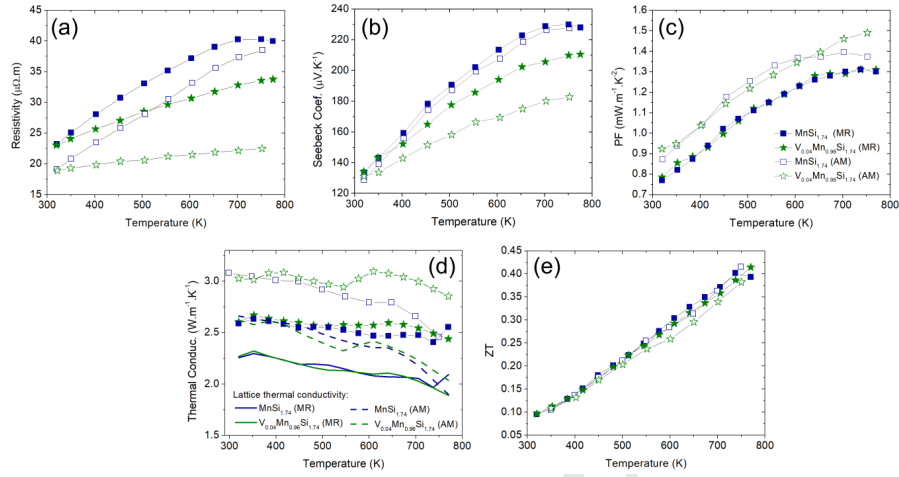 (a)
45
40
35
30
25
20
15
300
400
500
600
700
800
Resistivity (μΩ.m)
Temperature (K)
(b)
240
220
200
180
160
140
120
300
400
500
600
700
800
Seebeck Coef. (μV.K⁻¹)
Temperature (K)
(c)
1.6
1.5
1.4
1.3
1.2
1.1
1.0
0.9
0.8
0.7
300
400
500
600
700
800
PF (mW.m⁻¹.K⁻²)
Temperature (K)
MnSi₁.₇₄ (MR)
V₀.₀₄Mn₀.₉₆Si₁.₇₄ (MR)
MnSi₁.₇₄ (AM)
V₀.₀₄Mn₀.₉₆Si₁.₇₄ (AM)
(d)
3.0
2.5
2.0
1.5
300
400
500
600
700
800
Thermal Conduc. (W.m⁻¹.K⁻¹)
Temperature (K)
Lattice thermal conductivity:
MnSi₁.₇₄ (MR)
MnSi₁.₇₄ (AM)
V₀.₀₄Mn₀.₉₆Si₁.₇₄ (MR)
V₀.₀₄Mn₀.₉₆Si₁.₇₄ (AM)
(e)
0.45
0.40
0.35
0.30
0.25
0.20
0.15
0.10
0.05
300
400
500
600
700
800
ZT
Temperature (K)